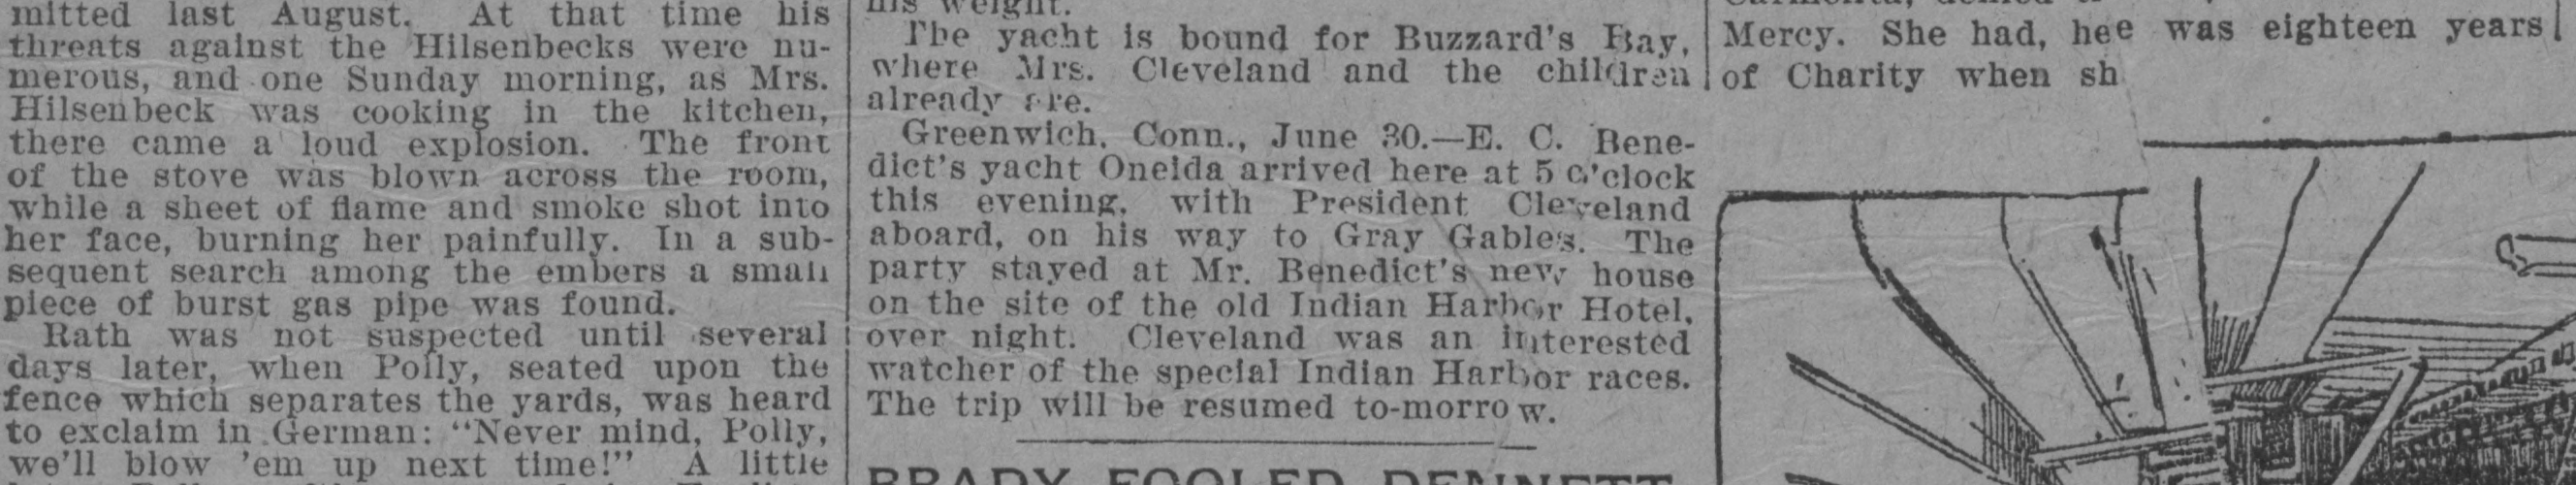 mitted last August. At that time his
threats against the Hilsenbecks were nu-
merous, and one Sunday morning, as Mrs.
Hilsenbeck was cooking in the kitchen,
there came a loud explosion. The front
of the stove was blown across the room,
while a sheet of flame and smoke shot into
her face, burning her painfully. In a sub-
sequent search among the embers a small
piece of burst gas pipe was found.
Rath was not suspected until several
days later, when Polly, seated upon the
fence which separates the yards, was heard
to exclaim in German: "Never mind, Polly,
we'll blow 'em up next time!" A little
his weight.
The yacht is bound for Buzzard's Bay,
where Mrs. Cleveland and the children
already are.
Greenwich, Conn., June 30.—E. C. Bene-
dict's yacht Oneida arrived here at 5 o'clock
this evening, with President Cleveland
aboard, on his way to Gray Gables. The
party stayed at Mr. Benedict's new house
on the site of the old Indian Harbor Hotel,
over night. Cleveland was an interested
watcher of the special Indian Harbor races.
The trip will be resumed to-morrow.
BRADY FOOLED DENNETT
Mercy. She had, hee was eighteen years
of Charity when sh